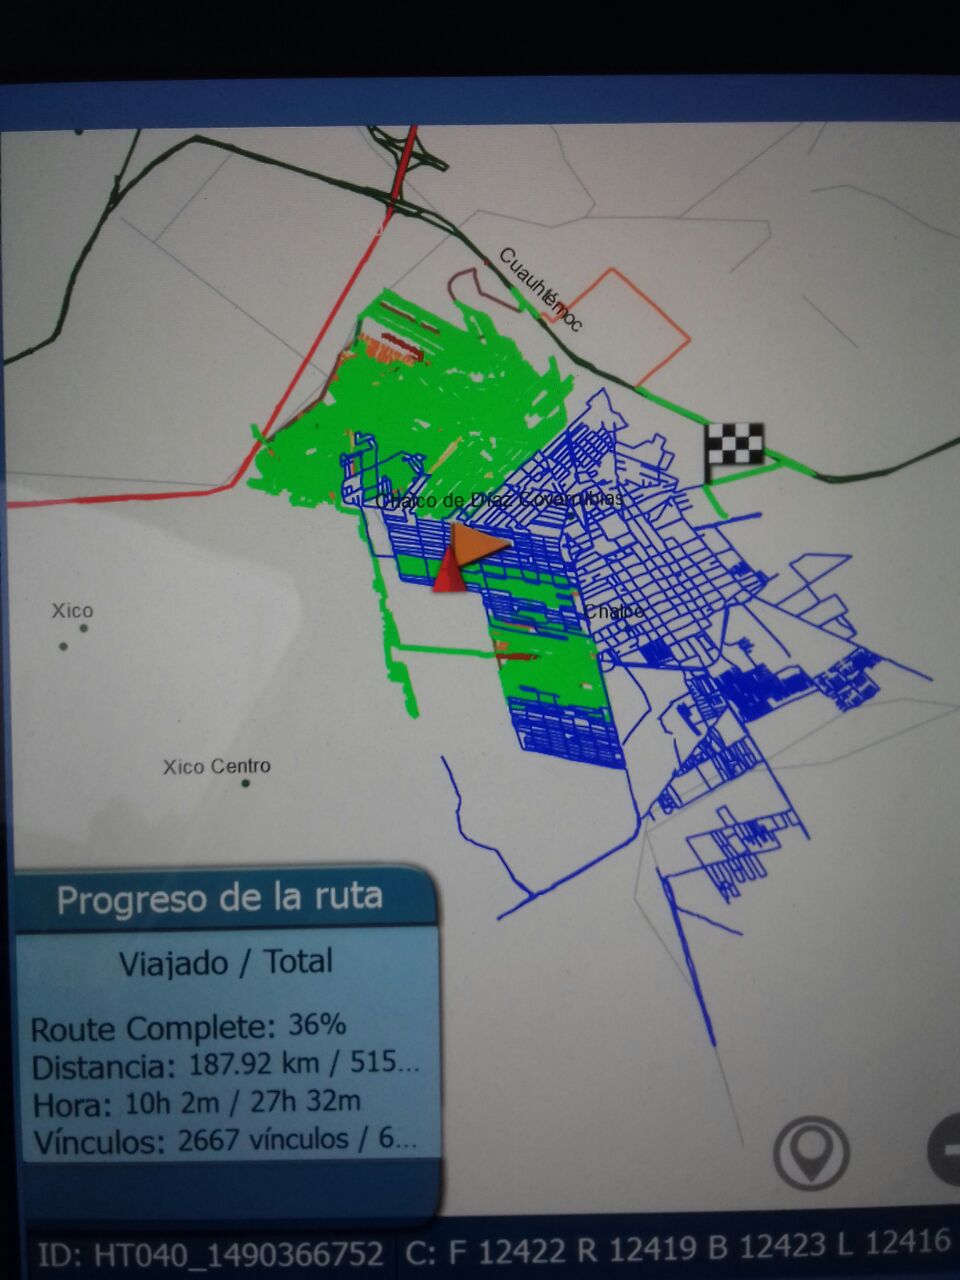 Cuauhtémoc
Chalco de Díaz Covarrubias
Chalco
Xico
Xico Centro
Progreso de la ruta
Viajado / Total
Route Complete: 36%
Distancia: 187.92 km / 515...
Hora: 10h 2m / 27h 32m
Vínculos: 2667 vínculos / 6...
ID: HT040_1490366752 C: F 12422 R 12419 B 12423 L 12416